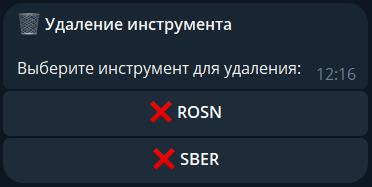 Удаление инструмента
Выберите инструмент для удаления:
12:16
ROSN
SBER